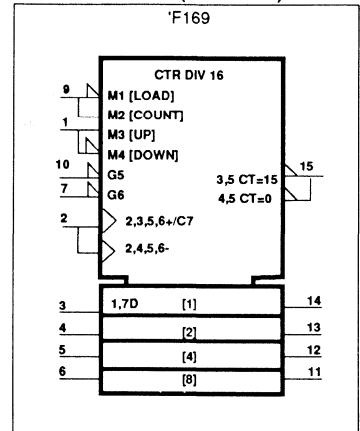 'F169
CTR DIV 16
9 M1 [LOAD]
M2 [COUNT]
1 M3 [UP]
M4 [DOWN]
10 G5
15
3,5 CT=15
7 G6
4,5 CT=0
2 2,3,5,6+/C7
2,4,5,6-
3 1,7D [1] 14
4 [2] 13
5 [4] 12
6 [8] 11